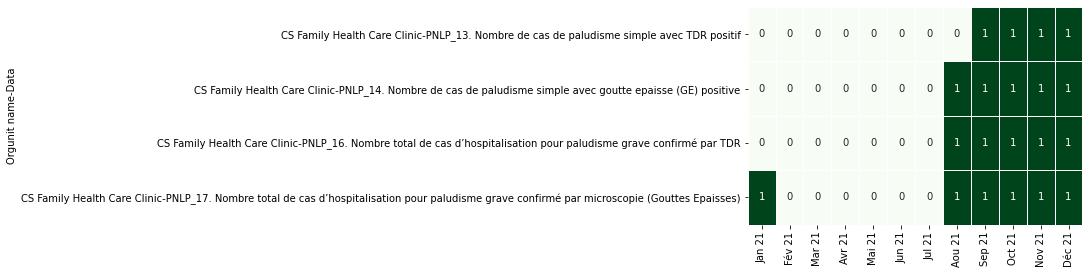 Orgunit name-Data
CS Family Health Care Clinic-PNLP_13. Nombre de cas de paludisme simple avec TDR positif
0 0 0 0 0 0 0 0 1 1 1 1
CS Family Health Care Clinic-PNLP_14. Nombre de cas de paludisme simple avec goutte epaisse (GE) positive
0 0 0 0 0 0 0 1 1 1 1 1
CS Family Health Care Clinic-PNLP_16. Nombre total de cas d’hospitalisation pour paludisme grave confirmé par TDR
0 0 0 0 0 0 0 1 1 1 1 1
CS Family Health Care Clinic-PNLP_17. Nombre total de cas d’hospitalisation pour paludisme grave confirmé par microscopie (Gouttes Epaisses)
1 0 0 0 0 0 0 1 1 1 1 1
Jan 21
Fév 21
Mar 21
Avr 21
Mai 21
Jun 21
Jul 21
Aou 21
Sep 21
Oct 21
Nov 21
Déc 21